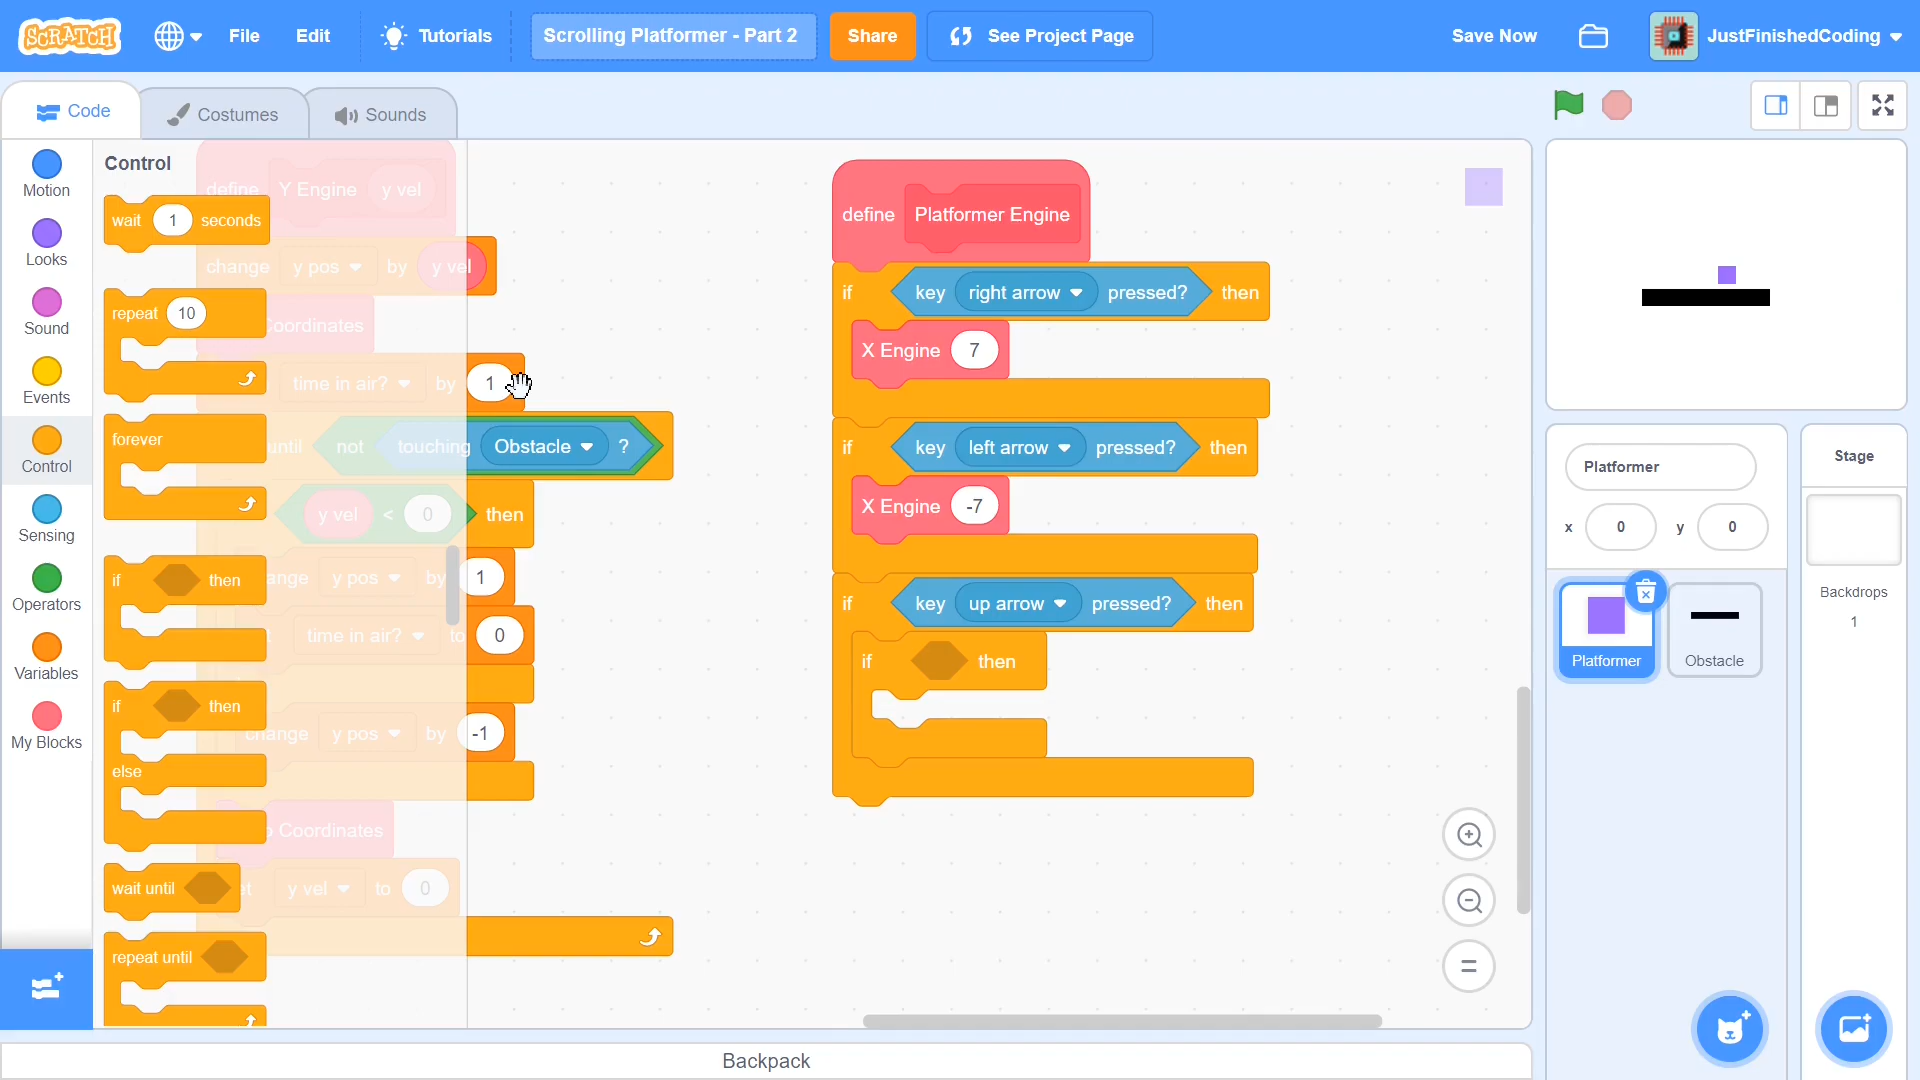 SCRATCH File Edit Tutorials Scrolling Platformer - Part 2 Share See Project Page Save Now JustFinishedCoding
Code Costumes Sounds
Motion
Looks
Sound
Events
Control
Sensing
Operators
Variables
My Blocks
Control
wait 1 seconds
repeat 10
forever
if then
if then
else
wait until
repeat until
define Y Engine y vel
change y pos by y vel
Coordinates
time in air? by 1
until not touching Obstacle ?
y vel < 0 then
ange y pos by 1
t time in air? to 0
change y pos by -1
o Coordinates
et y vel to 0
define Platformer Engine
if key right arrow pressed? then
X Engine 7
if key left arrow pressed? then
X Engine -7
if key up arrow pressed? then
if then
Platformer
x 0 y 0
Platformer
Obstacle
Stage
Backdrops
1
Backpack